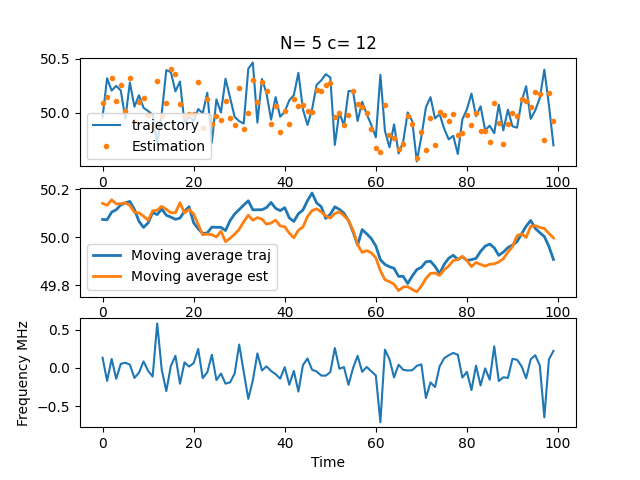 N= 5 c= 12
50.5
50.0
trajectory
Estimation
0 20 40 60 80 100
50.2
50.0
49.8
Moving average traj
Moving average est
0 20 40 60 80 100
Frequency MHz
0.5
0.0
−0.5
0 20 40 60 80 100
Time